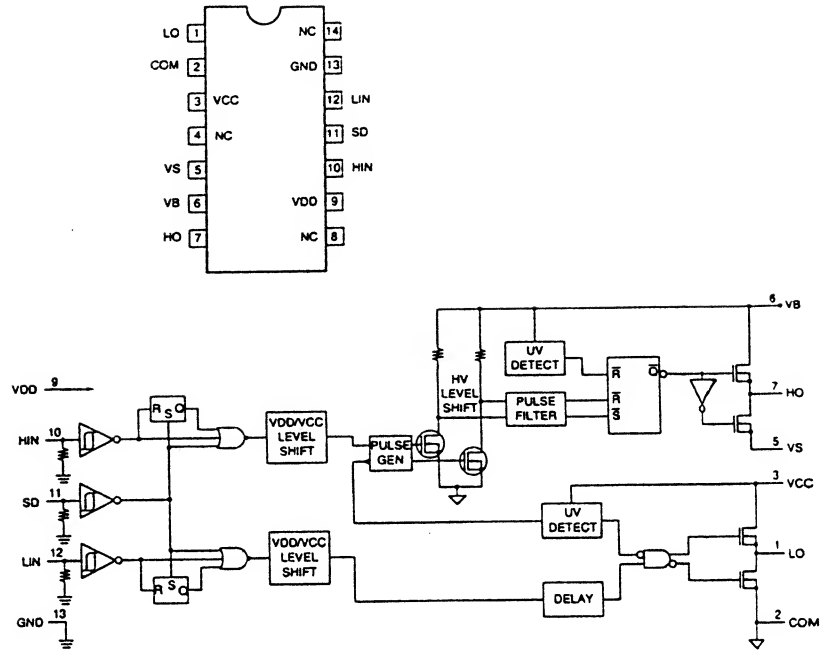 LO 1 NC 14
COM 2 GND 13
3 VCC 12 LIN
4 NC 11 SD
VS 5 10 HIN
VB 6 VDD 9
HO 7 NC 8
6 VB
UV
DETECT
R
Q
HV
LEVEL
SHIFT
PULSE
FILTER
R
S
7 HO
5 VS
VDD 9
HIN 10
R S Q
VDD/VCC
LEVEL
SHIFT
PULSE
GEN
SD 11
3 VCC
UV
DETECT
LIN 12
R S Q
VDD/VCC
LEVEL
SHIFT
1 LO
DELAY
GND 13
2 COM